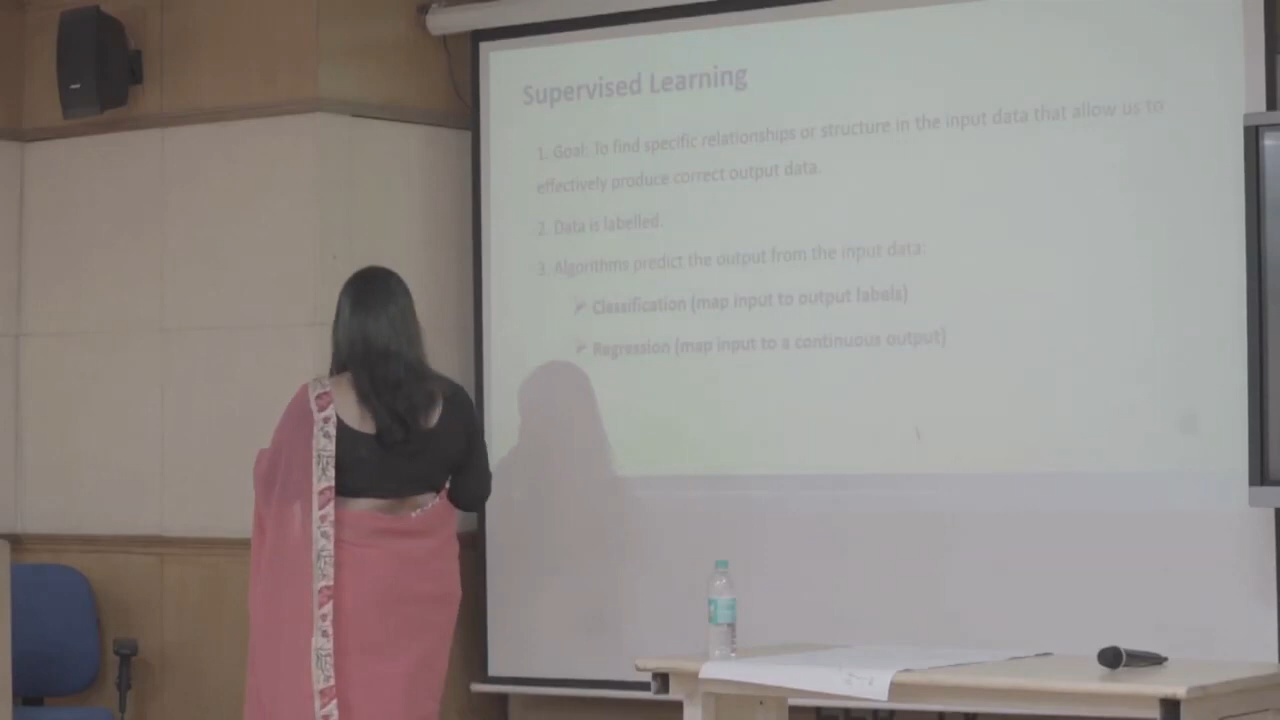 Supervised Learning
1. Goal: To find specific relationships or structure in the input data that allow us to
effectively produce correct output data.
2. Data is labelled.
3. Algorithms predict the output from the input data:
➢ Classification (map input to output labels)
➢ Regression (map input to a continuous output)